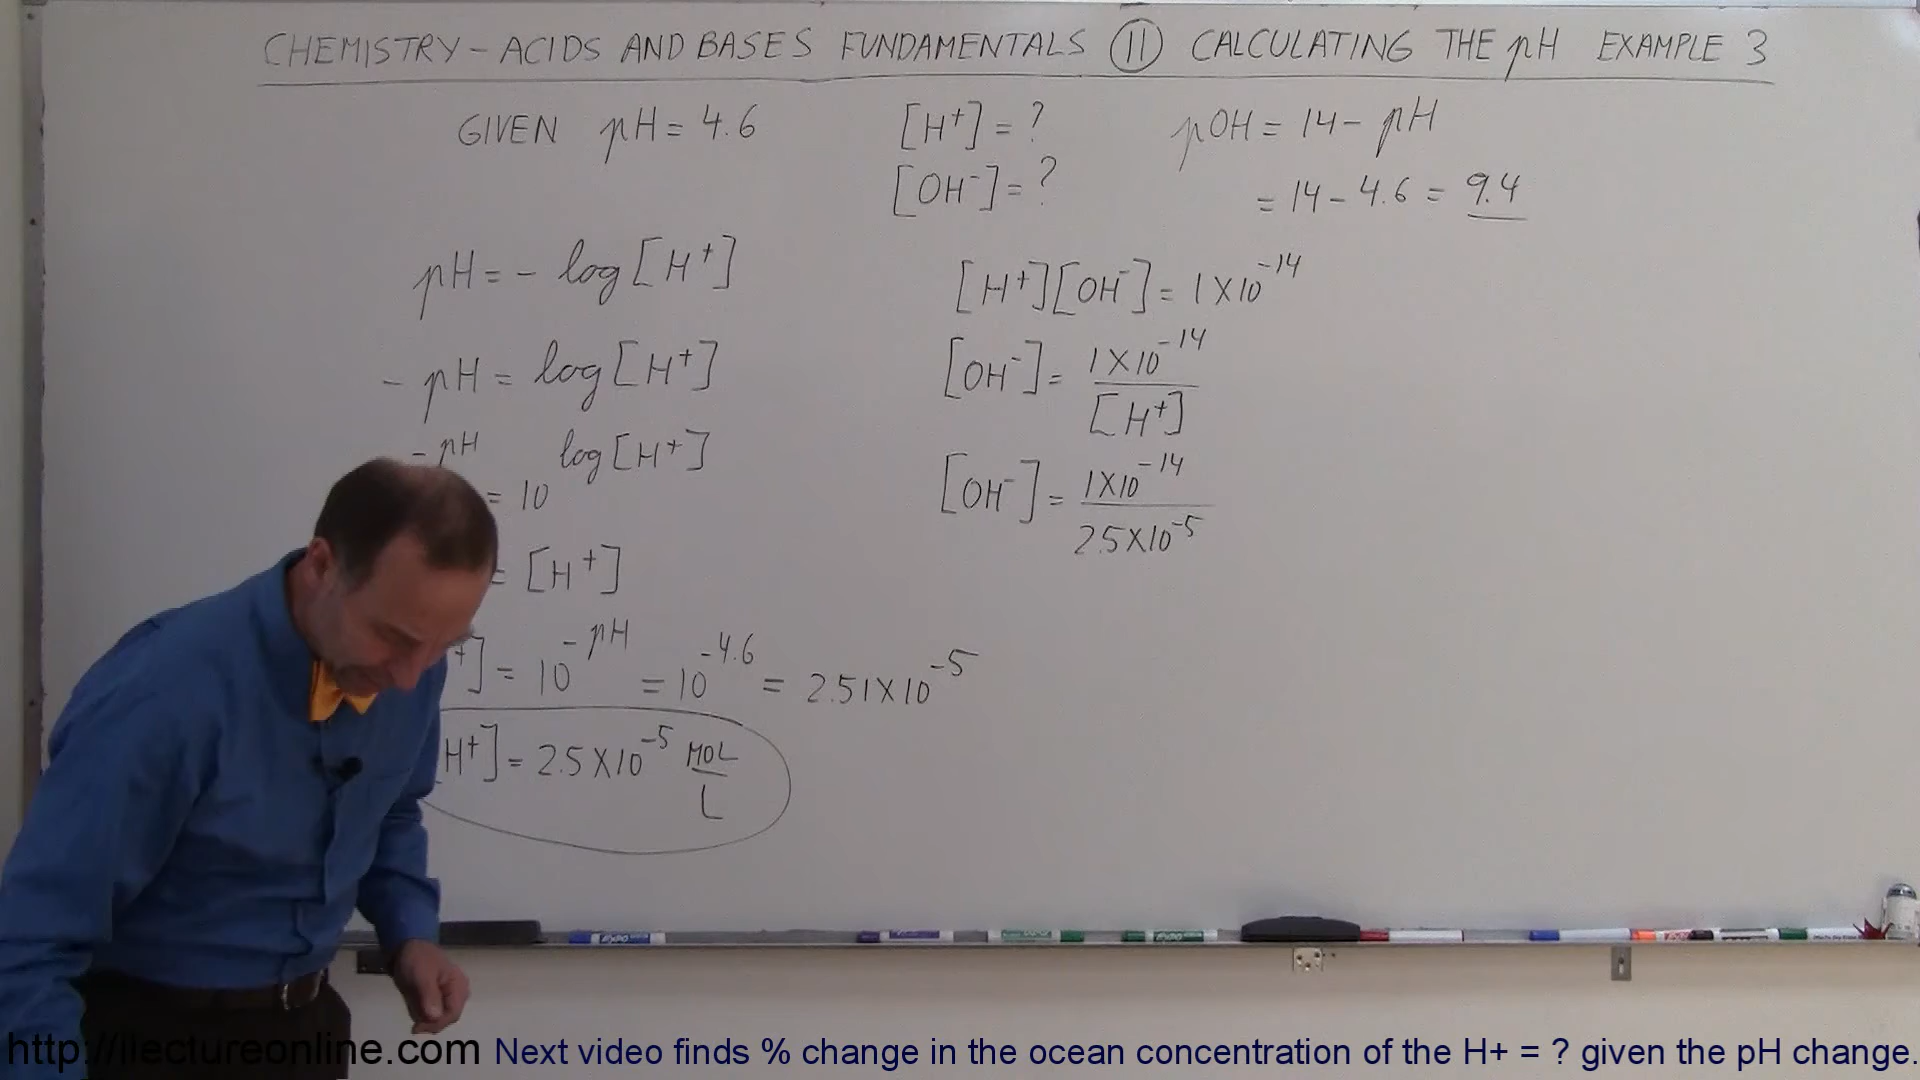 CHEMISTRY - ACIDS AND BASES FUNDAMENTALS 11 CALCULATING THE pH EXAMPLE 3
GIVEN pH = 4.6
[H⁺] = ?
[OH⁻] = ?
pOH = 14 - pH
= 14 - 4.6 = 9.4
pH = - log [H⁺]
- pH = log [H⁺]
-pH = 10^log [H⁺]
= [H⁺]
⁺] = 10^-pH = 10^-4.6 = 2.51 X 10⁻⁵
H⁺] = 2.5 X 10⁻⁵ MOL/L
[H⁺][OH⁻] = 1 X 10⁻¹⁴
[OH⁻] = 1 X 10⁻¹⁴ / [H⁺]
[OH⁻] = 1 X 10⁻¹⁴ / 2.5 X 10⁻⁵
EXPO
http://ilectureonline.com Next video finds % change in the ocean concentration of the H+ = ? given the pH change.